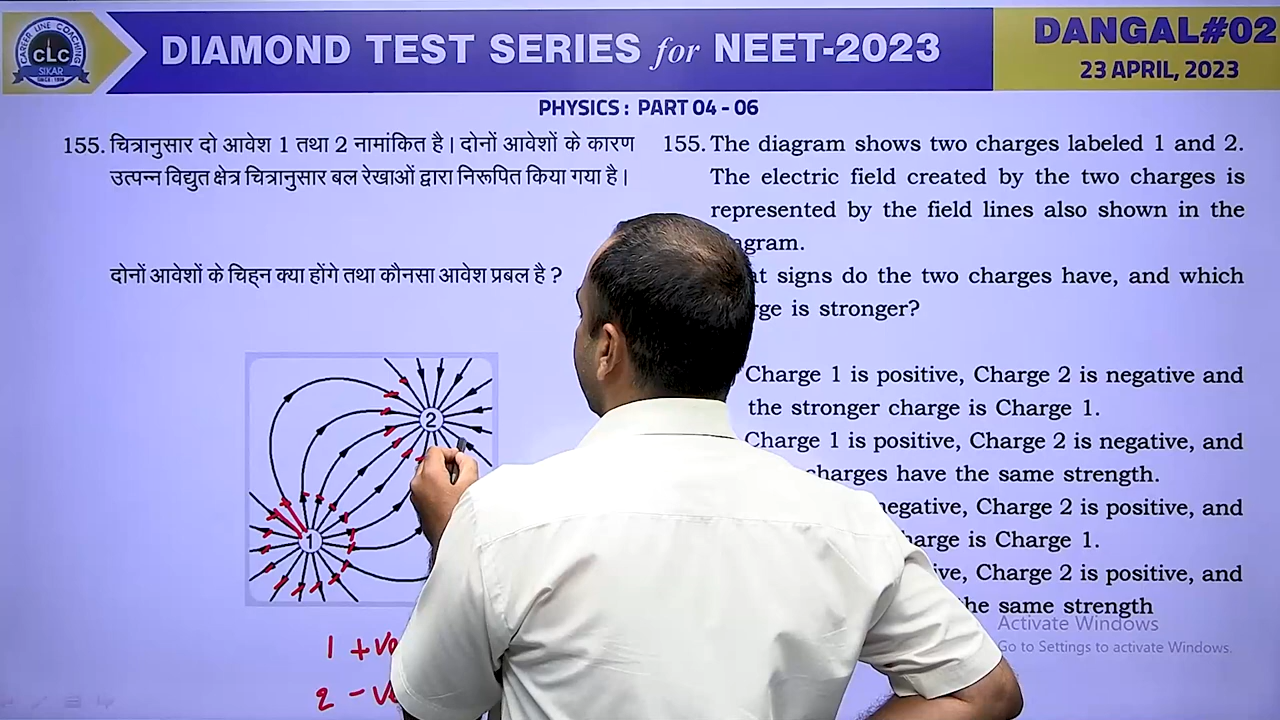 CAREER LINE COACHING
CLC
SIKAR
DIAMOND TEST SERIES for NEET-2023
DANGAL#02
23 APRIL, 2023
PHYSICS : PART 04 - 06
155. चित्रानुसार दो आवेश 1 तथा 2 नामांकित है। दोनों आवेशों के कारण
उत्पन्न विद्युत क्षेत्र चित्रानुसार बल रेखाओं द्वारा निरूपित किया गया है।
दोनों आवेशों के चिह्न क्या होंगे तथा कौनसा आवेश प्रबल है ?
2
1
1 +ve
2 -ve
155. The diagram shows two charges labeled 1 and 2.
The electric field created by the two charges is
represented by the field lines also shown in the
agram.
at signs do the two charges have, and which
rge is stronger?
Charge 1 is positive, Charge 2 is negative and
the stronger charge is Charge 1.
Charge 1 is positive, Charge 2 is negative, and
charges have the same strength.
negative, Charge 2 is positive, and
harge is Charge 1.
ive, Charge 2 is positive, and
he same strength
Activate Windows
Go to Settings to activate Windows.